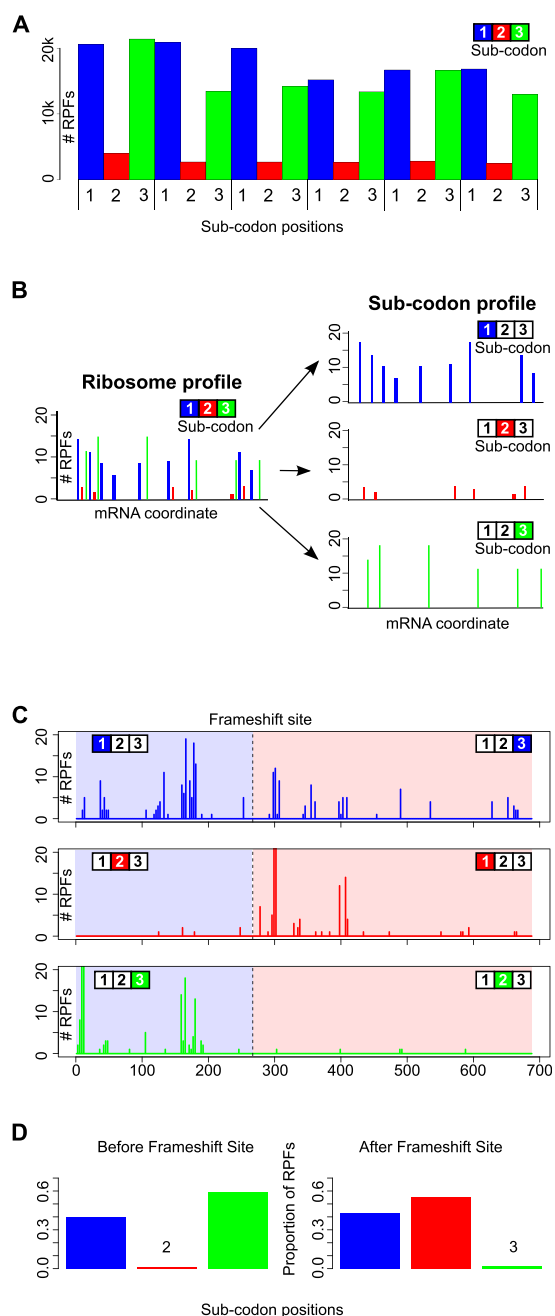 A
1 2 3
Sub-codon
# RPFs
0 10k 20k
1 2 3 1 2 3 1 2 3 1 2 3 1 2 3 1 2 3
Sub-codon positions
B
Sub-codon profile
Ribosome profile
1 2 3
Sub-codon
# RPFs
0 5 10 20
mRNA coordinate
1 2 3
Sub-codon
0 10 20
1 2 3
Sub-codon
0 10 20
1 2 3
Sub-codon
0 10 20
mRNA coordinate
C
Frameshift site
# RPFs
0 10 20
1 2 3
1 2 3
# RPFs
0 10 20
1 2 3
1 2 3
# RPFs
0 10 20
1 2 3
1 2 3
0 100 200 300 400 500 600 700
D
Before Frameshift Site
0.0 0.3 0.6
2
After Frameshift Site
Proportion of RPFs
0.0 0.3 0.6
3
Sub-codon positions